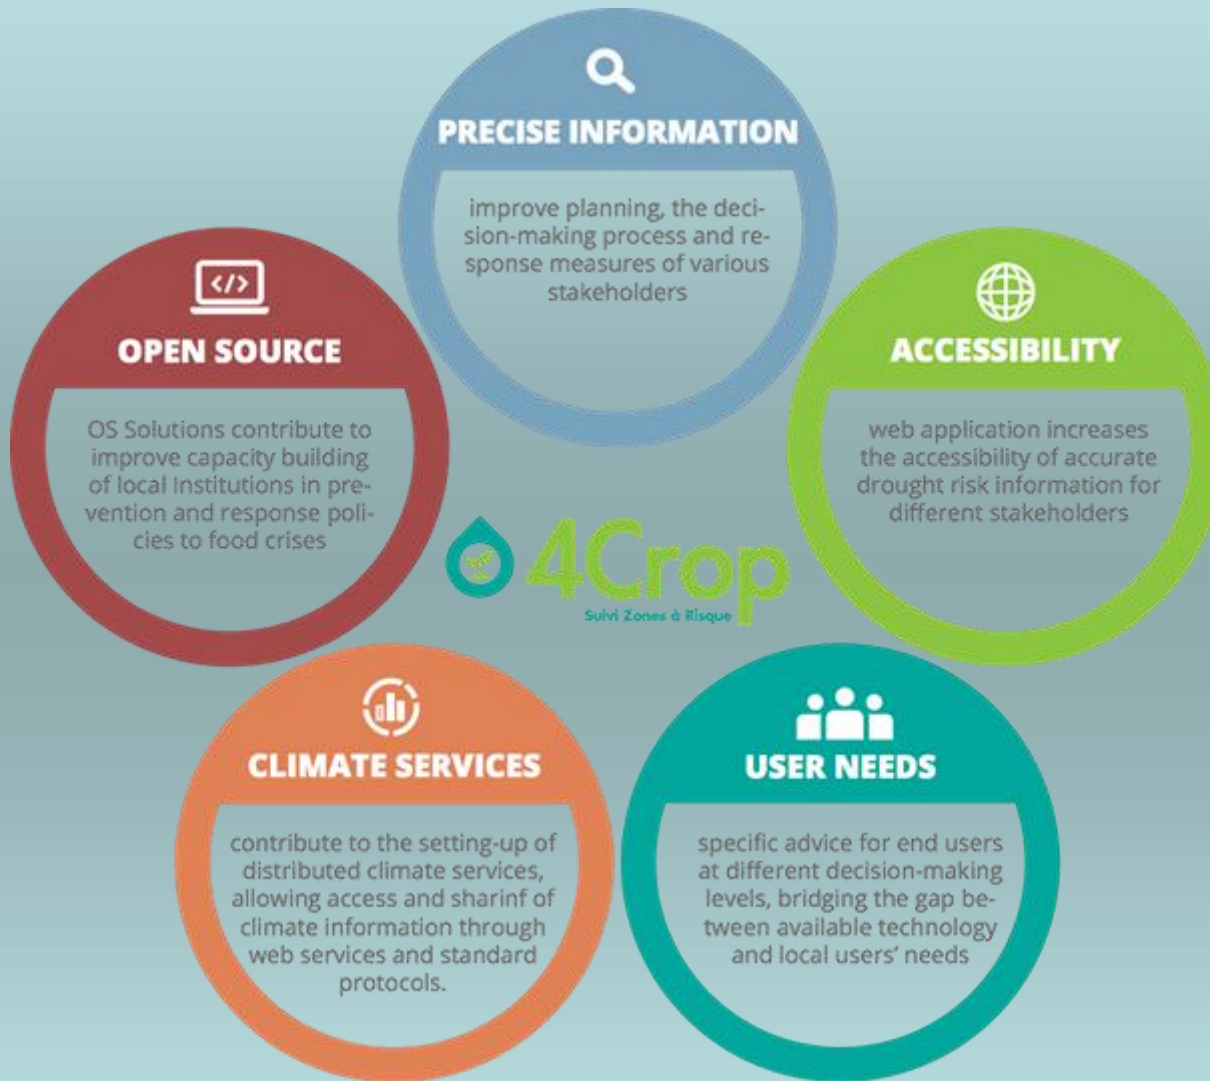 PRECISE INFORMATION
improve planning, the deci-
sion-making process and re-
sponse measures of various
stakeholders
OPEN SOURCE
OS Solutions contribute to
improve capacity building
of local Institutions in pre-
vention and response poli-
cies to food crises
ACCESSIBILITY
web application increases
the accessibility of accurate
drought risk information for
different stakeholders
4Crop
Suivi Zones à Risque
CLIMATE SERVICES
contribute to the setting-up of
distributed climate services,
allowing access and sharinf of
climate information through
web services and standard
protocols.
USER NEEDS
specific advice for end users
at different decision-making
levels, bridging the gap be-
tween available technology
and local users’ needs